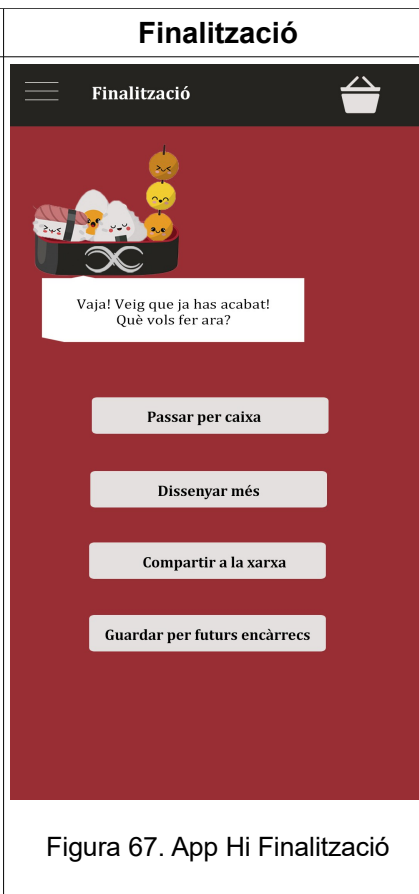 Finalització
Finalització
Vaja! Veig que ja has acabat!
Què vols fer ara?
Passar per caixa
Dissenyar més
Compartir a la xarxa
Guardar per futurs encàrrecs
Figura 67. App Hi Finalització